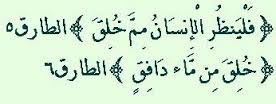 ﴿ فَلْيَنظُرِ الْإِنسَانُ مِمَّ خُلِقَ ﴾ الطارق٥
﴿ خُلِقَ مِن مَّاء دَافِقٍ ﴾ الطارق٦